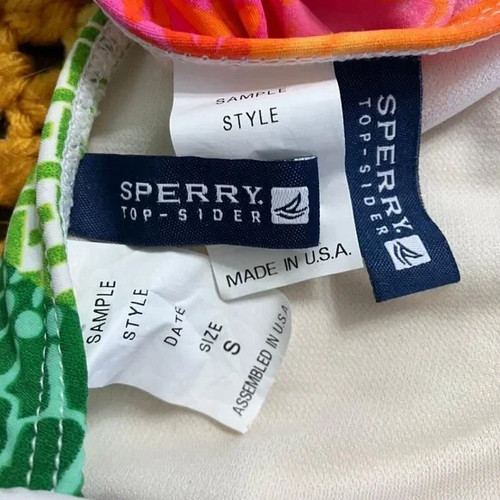 SAMPLE
STYLE
SPERRY
TOP-SIDER
MADE IN U.S.A.
SPERRY.
TOP-SIDER
SAMPLE
STYLE
DATE
SIZE
S
ASSEMBLED IN U.S.A